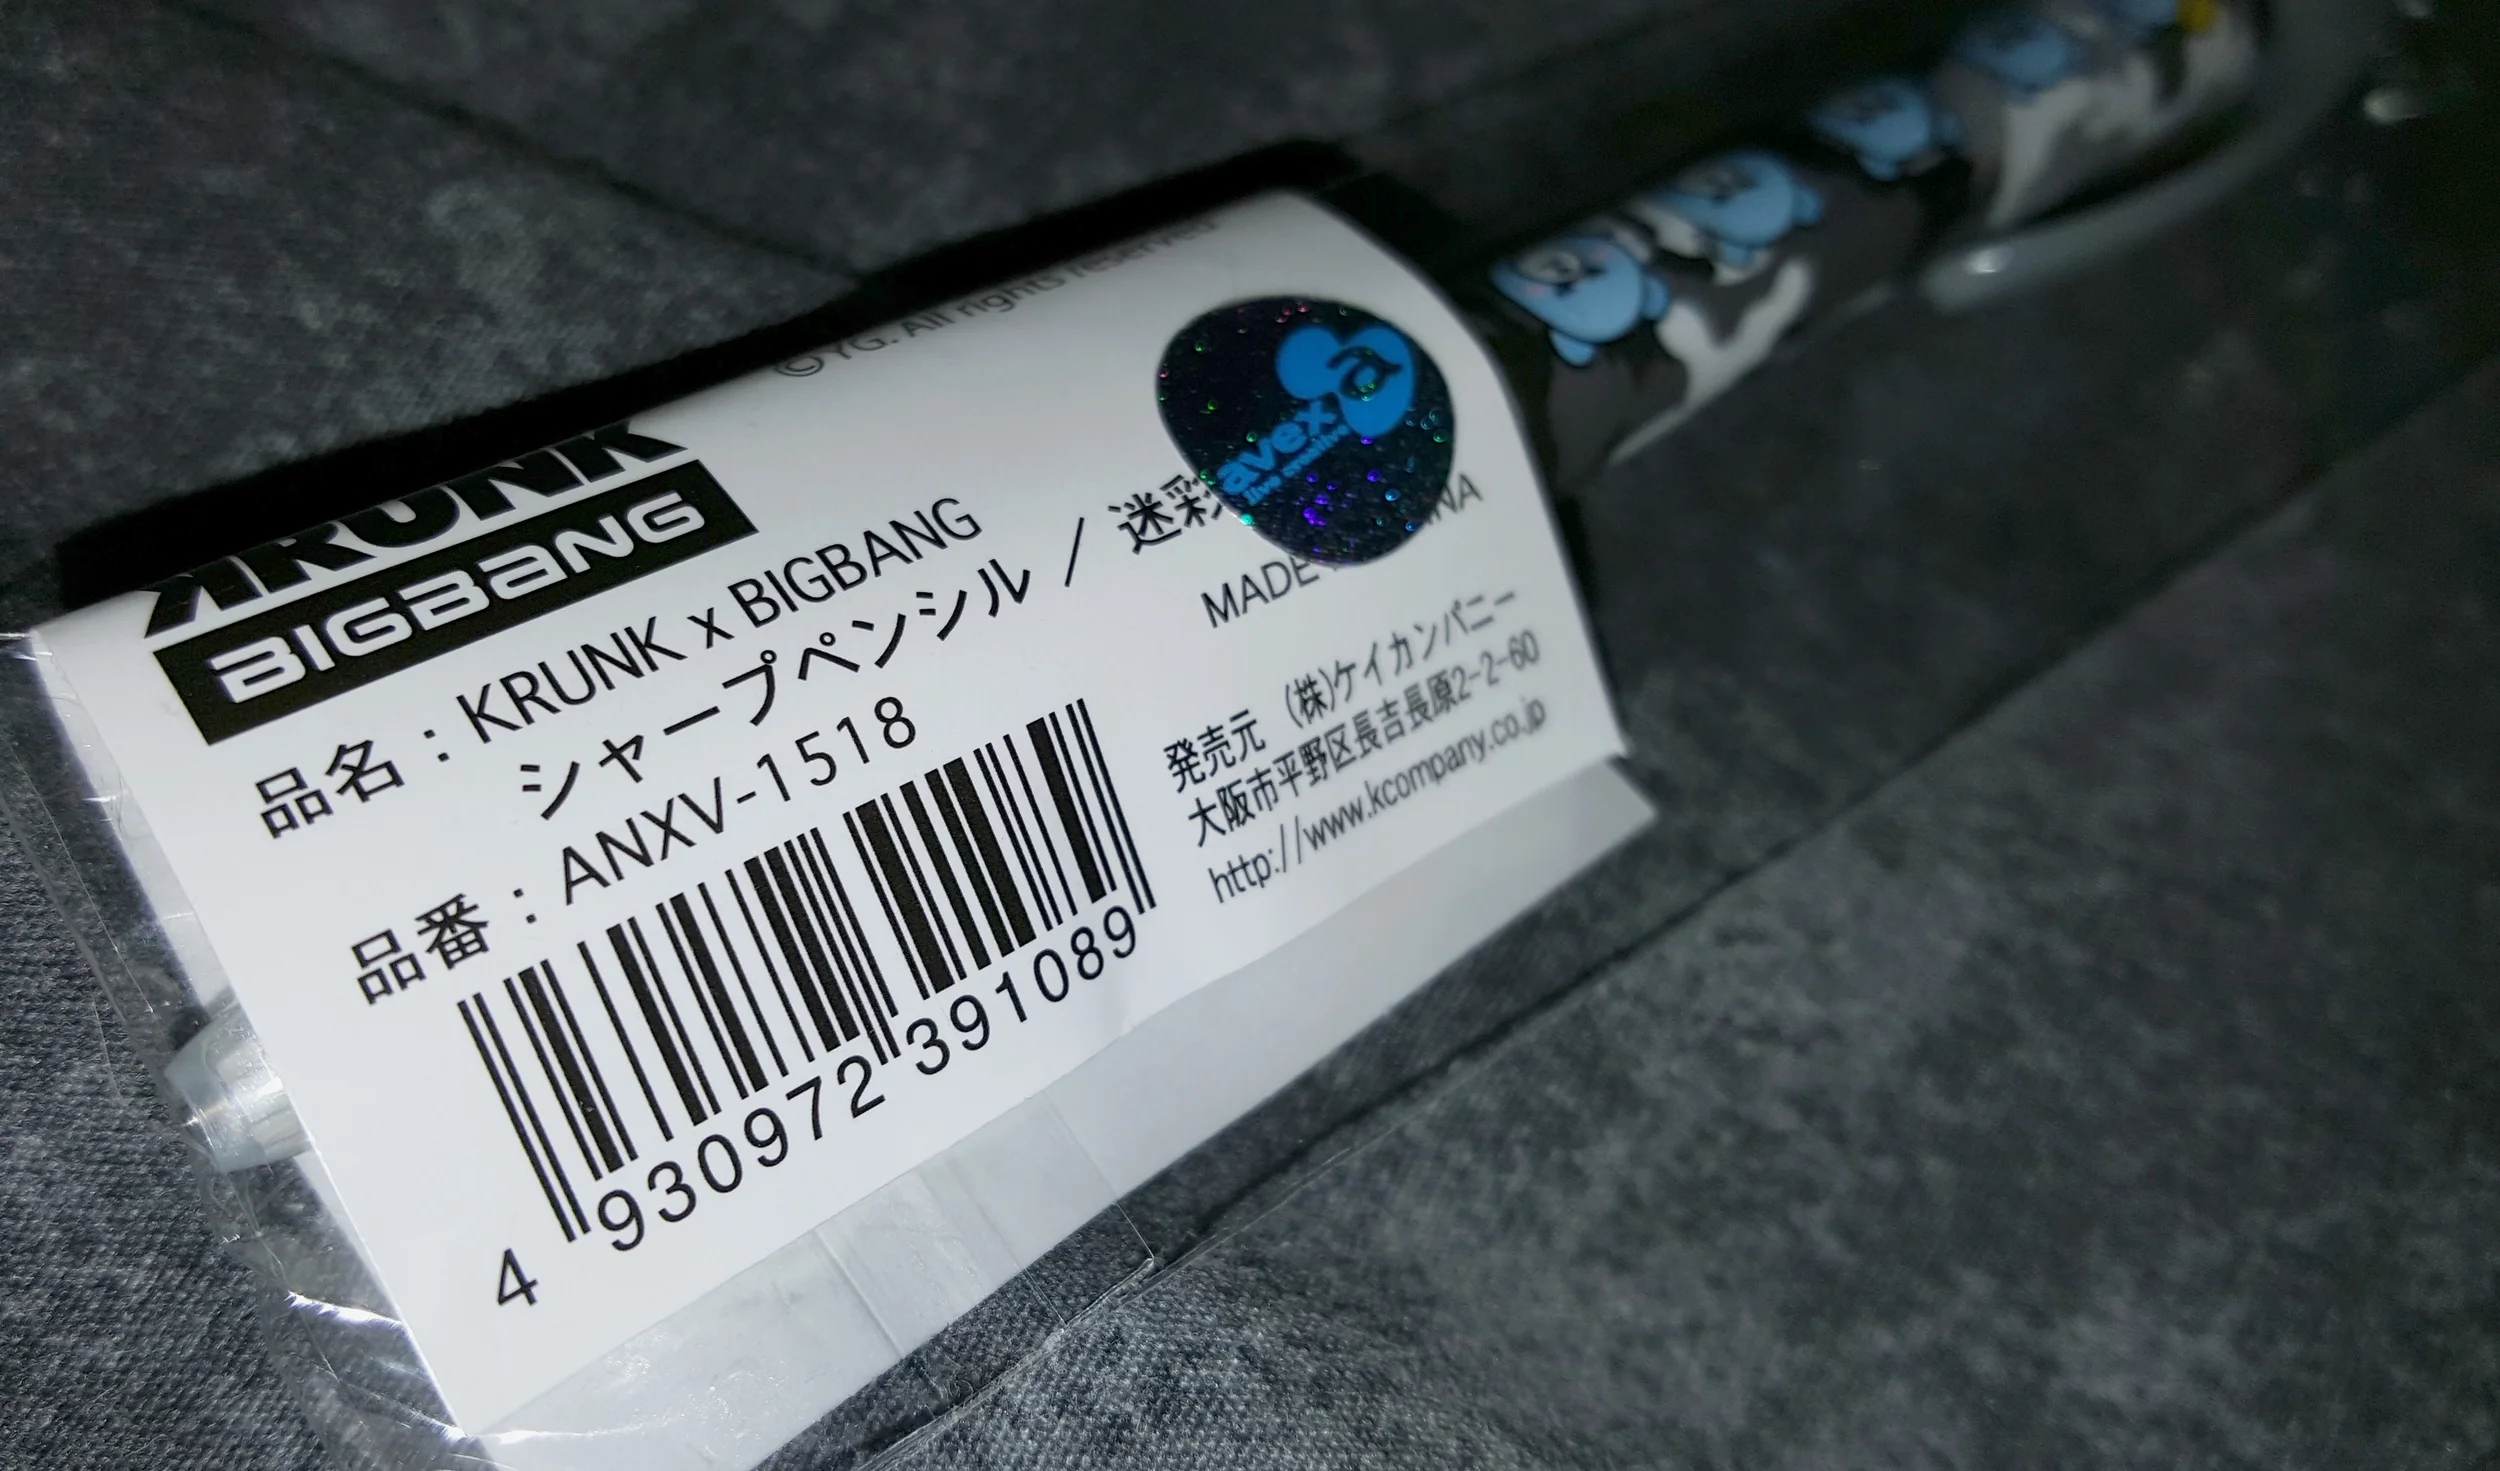 ©YG. All rights reserved
KRUNK
BIGBANG
品名：KRUNK x BIGBANG
シャープペンシル / 迷彩
品番：ANXV-1518
4 930972 391089
avex
live creative
MADE
発売元 (株)ケイカンパニー
大阪市平野区長吉長原2-2-60
http://www.kcompany.co.jp